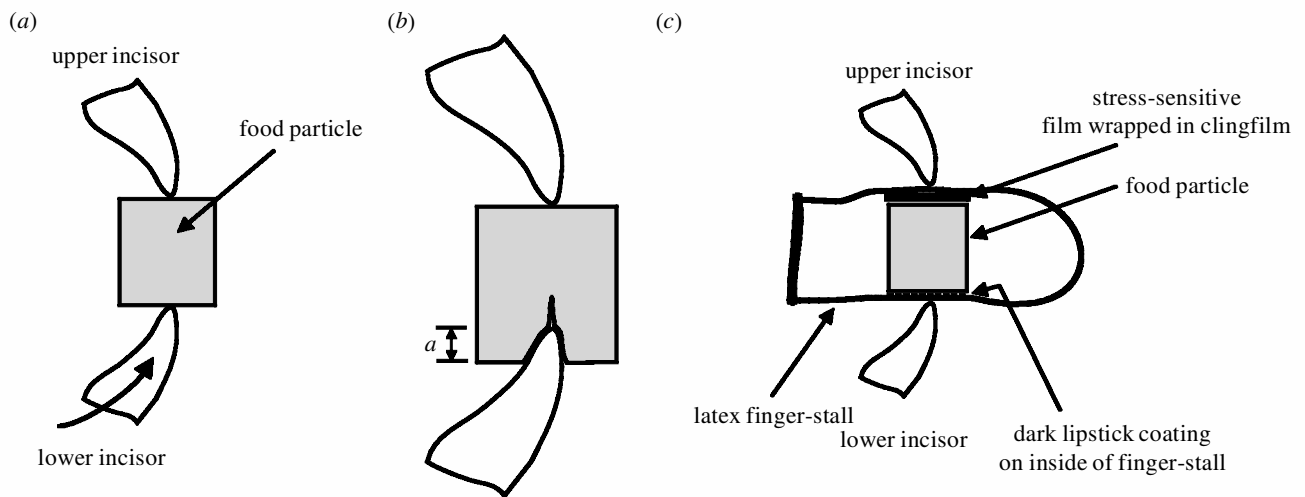 (a)
upper incisor
food particle
lower incisor
(b)
a
(c)
upper incisor
stress-sensitive
film wrapped in clingfilm
food particle
latex finger-stall
lower incisor
dark lipstick coating
on inside of finger-stall